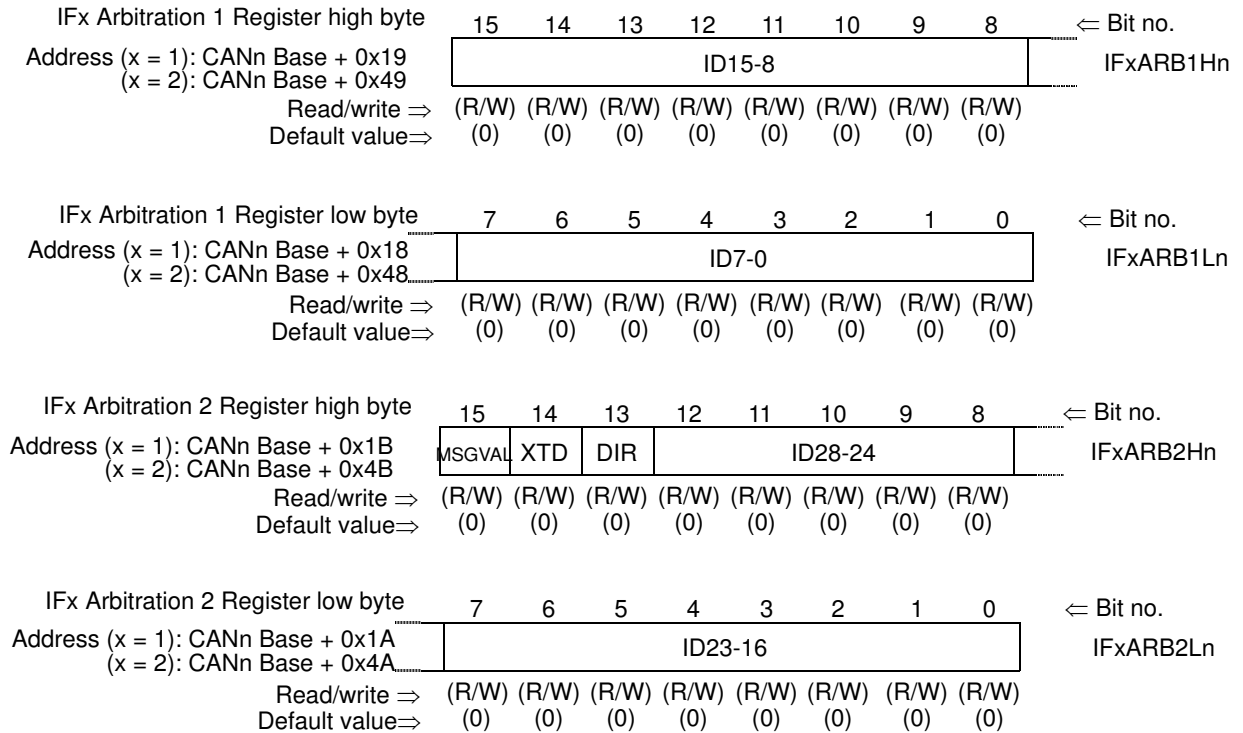 IFx Arbitration 1 Register high byte 15 14 13 12 11 10 9 8 ⇐ Bit no.
Address (x = 1): CANn Base + 0x19 ID15-8 IFxARB1Hn
(x = 2): CANn Base + 0x49
Read/write ⇒ (R/W) (R/W) (R/W) (R/W) (R/W) (R/W) (R/W) (R/W)
Default value⇒ (0) (0) (0) (0) (0) (0) (0) (0)
IFx Arbitration 1 Register low byte 7 6 5 4 3 2 1 0 ⇐ Bit no.
Address (x = 1): CANn Base + 0x18 ID7-0 IFxARB1Ln
(x = 2): CANn Base + 0x48
Read/write ⇒ (R/W) (R/W) (R/W) (R/W) (R/W) (R/W) (R/W) (R/W)
Default value⇒ (0) (0) (0) (0) (0) (0) (0) (0)
IFx Arbitration 2 Register high byte 15 14 13 12 11 10 9 8 ⇐ Bit no.
Address (x = 1): CANn Base + 0x1B MSGVAL XTD DIR ID28-24 IFxARB2Hn
(x = 2): CANn Base + 0x4B
Read/write ⇒ (R/W) (R/W) (R/W) (R/W) (R/W) (R/W) (R/W) (R/W)
Default value⇒ (0) (0) (0) (0) (0) (0) (0) (0)
IFx Arbitration 2 Register low byte 7 6 5 4 3 2 1 0 ⇐ Bit no.
Address (x = 1): CANn Base + 0x1A ID23-16 IFxARB2Ln
(x = 2): CANn Base + 0x4A
Read/write ⇒ (R/W) (R/W) (R/W) (R/W) (R/W) (R/W) (R/W) (R/W)
Default value⇒ (0) (0) (0) (0) (0) (0) (0) (0)